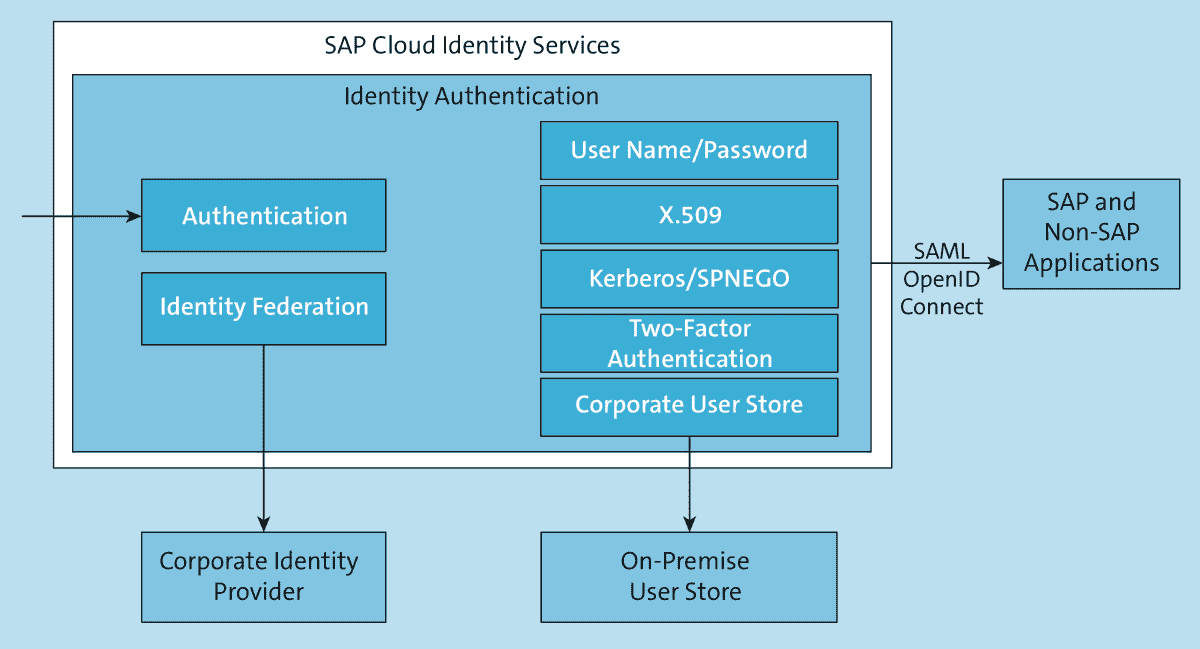 SAP Cloud Identity Services
Identity Authentication
Authentication
Identity Federation
User Name/Password
X.509
Kerberos/SPNEGO
Two-Factor
Authentication
Corporate User Store
SAML
OpenID
Connect
SAP and
Non-SAP
Applications
Corporate Identity
Provider
On-Premise
User Store